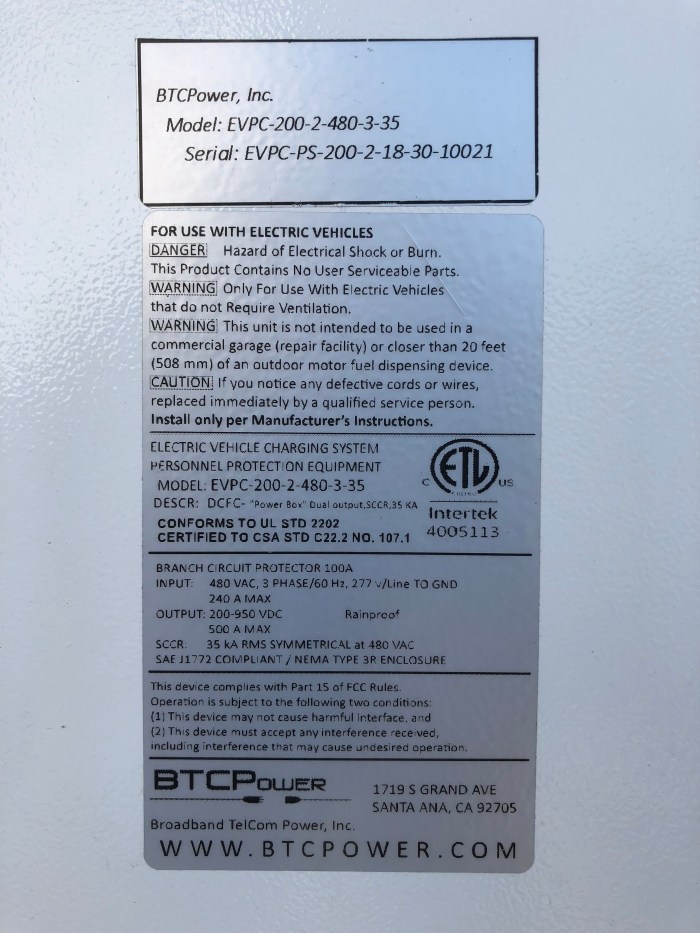 BTCPower, Inc.
Model: EVPC-200-2-480-3-35
Serial: EVPC-PS-200-2-18-30-10021
FOR USE WITH ELECTRIC VEHICLES
DANGER Hazard of Electrical Shock or Burn.
This Product Contains No User Serviceable Parts.
WARNING Only For Use With Electric Vehicles
that do not Require Ventilation.
WARNING This unit is not intended to be used in a
commercial garage (repair facility) or closer than 20 feet
(508 mm) of an outdoor motor fuel dispensing device.
CAUTION If you notice any defective cords or wires,
replaced immediately by a qualified service person.
Install only per Manufacturer's Instructions.
ELECTRIC VEHICLE CHARGING SYSTEM
PERSONNEL PROTECTION EQUIPMENT
MODEL: EVPC-200-2-480-3-35
DESCR: DCFC- "Power Box" Dual output,SCCR,35 KA
CONFORMS TO UL STD 2202
CERTIFIED TO CSA STD C22.2 NO. 107.1
C ETL US
Intertek
4005113
BRANCH CIRCUIT PROTECTOR 100A
INPUT: 480 VAC, 3 PHASE/60 Hz, 277 v/Line TO GND
240 A MAX
OUTPUT: 200-950 VDC Rainproof
500 A MAX
SCCR: 35 kA RMS SYMMETRICAL at 480 VAC
SAE J1772 COMPLIANT / NEMA TYPE 3R ENCLOSURE
This device complies with Part 15 of FCC Rules.
Operation is subject to the following two conditions:
(1) This device may not cause harmful Interface, and
(2) This device must accept any interference received,
including interference that may cause undesired operation.
BTCPOWER
1719 S GRAND AVE
SANTA ANA, CA 92705
Broadband TelCom Power, Inc.
WWW.BTCPOWER.COM